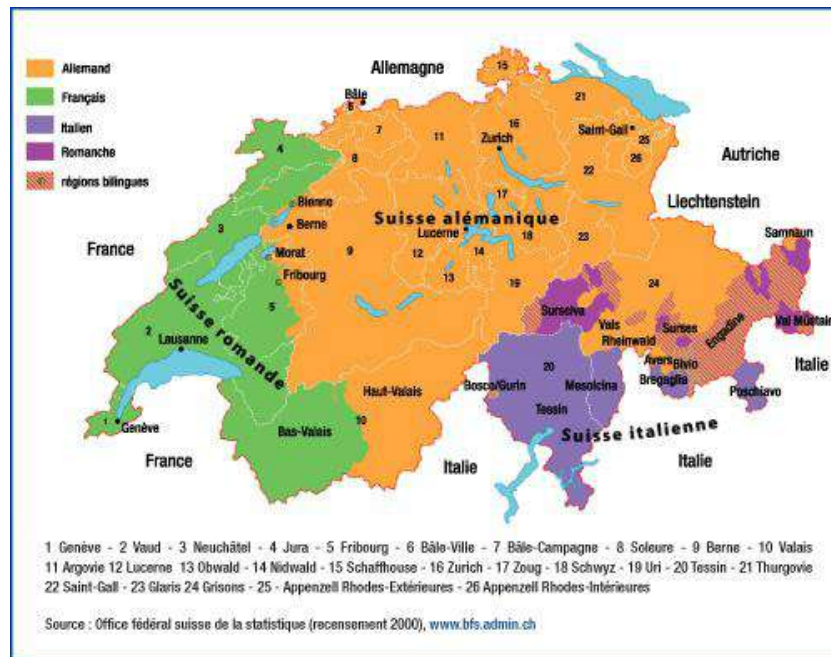 Allemand
Français
Italien
Romanche
régions bilingues
Allemagne
Autriche
Liechtenstein
France
France
Italie
Italie
Italie
Suisse alémanique
Suisse romande
Suisse italienne
15
Bâle
6
7
11
16
21
Zurich
Saint-Gall
25
26
4
8
22
Bienne
17
3
Berne
Lucerne
18
23
Samnaun
Morat
9
12
14
13
Fribourg
19
24
5
Surselva
Vals
Rheinwald
Surses
Engadine
Val Müstair
2
Lausanne
Avers
Bivio
Bregaglia
Poschiavo
20
Mesolcina
Bosco/Gurin
Tessin
Haut-Valais
10
Bas-Valais
1
Genève
1 Genève - 2 Vaud - 3 Neuchâtel - 4 Jura - 5 Fribourg - 6 Bâle-Ville - 7 Bâle-Campagne - 8 Soleure - 9 Berne - 10 Valais
11 Argovie 12 Lucerne 13 Obwald - 14 Nidwald - 15 Schaffhouse - 16 Zurich - 17 Zoug - 18 Schwyz - 19 Uri - 20 Tessin - 21 Thurgovie
22 Saint-Gall - 23 Glaris 24 Grisons - 25 - Appenzell Rhodes-Extérieures - 26 Appenzell Rhodes-Intérieures
Source : Office fédéral suisse de la statistique (recensement 2000), www.bfs.admin.ch